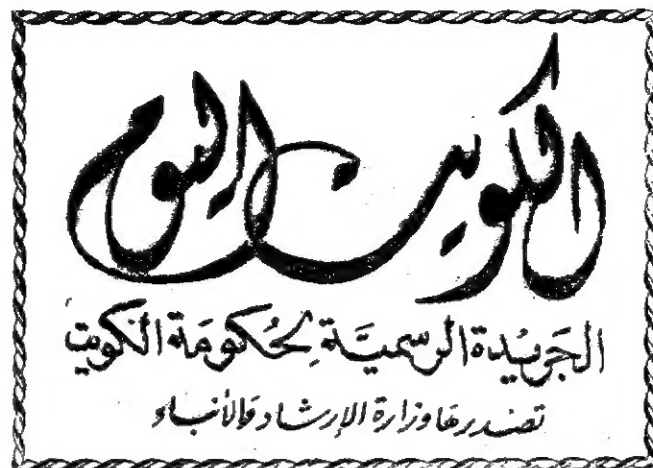 الكويت اليوم
الجريدة الرسمية لحكومة الكويت
تصدرها وزارة الإرشاد والأنباء